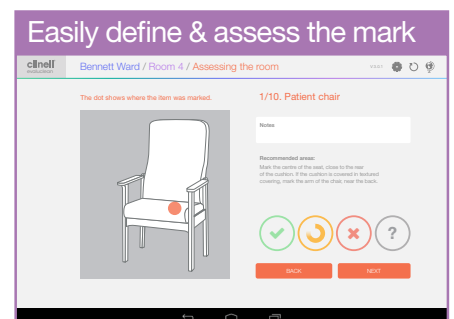 Easily define & assess the mark
clinell
evaluclean
Bennett Ward / Room 4 / Assessing the room
The dot shows where the item was marked.
1/10. Patient chair
Notes
Recommended areas:
Mark the centre of the seat, close to the rear
of the cushion. If the cushion is covered in textured
covering, mark the arm of the chair, near the back.
?
BACK
NEXT